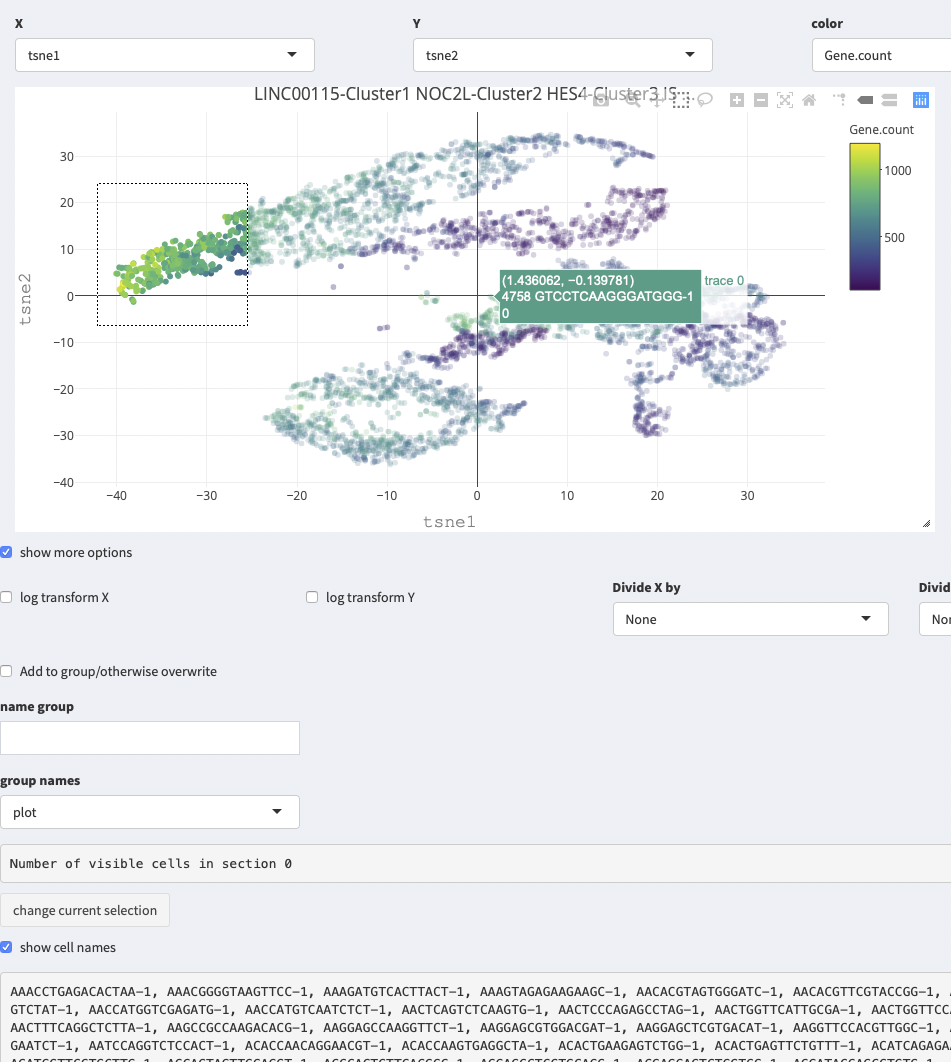 X Y color
tsne1 tsne2 Gene.count
LINC00115-Cluster1 NOC2L-Cluster2 HES4-Cluster3 IS
Gene.count
1000
500
30
20
10
0
−10
−20
−30
−40
tsne2
(1.436062, −0.139781)
4758 GTCCTCAAGGGATGGG-1
0
trace 0
−40 −30 −20 −10 0 10 20 30
tsne1
show more options
log transform X log transform Y
Divide X by Divid
None Nor
Add to group/otherwise overwrite
name group
group names
plot
Number of visible cells in section 0
change current selection
show cell names
AAACCTGAGACACTAA-1, AAACGGGGTAAGTTCC-1, AAAGATGTCACTTACT-1, AAAGTAGAGAAGAAGC-1, AACACGTAGTGGGATC-1, AACACGTTCGTACCGG-1,
GTCTAT-1, AACCATGGTCGAGATG-1, AACCATGTCAATCTCT-1, AACTCAGTCTCAAGTG-1, AACTCCCAGAGCCTAG-1, AACTGGTTCATTGCGA-1, AACTGGTTCC
AACTTTCAGGCTCTTA-1, AAGCCGCCAAGACACG-1, AAGGAGCCAAGGTTCT-1, AAGGAGCGTGGACGAT-1, AAGGAGCTCGTGACAT-1, AAGGTTCCACGTTGGC-1,
GAATCT-1, AATCCAGGTCTCCACT-1, ACACCAACAGGAACGT-1, ACACCAAGTGAGGCTA-1, ACACTGAAGAGTCTGG-1, ACACTGAGTTCTGTTT-1, ACATCAGAGA